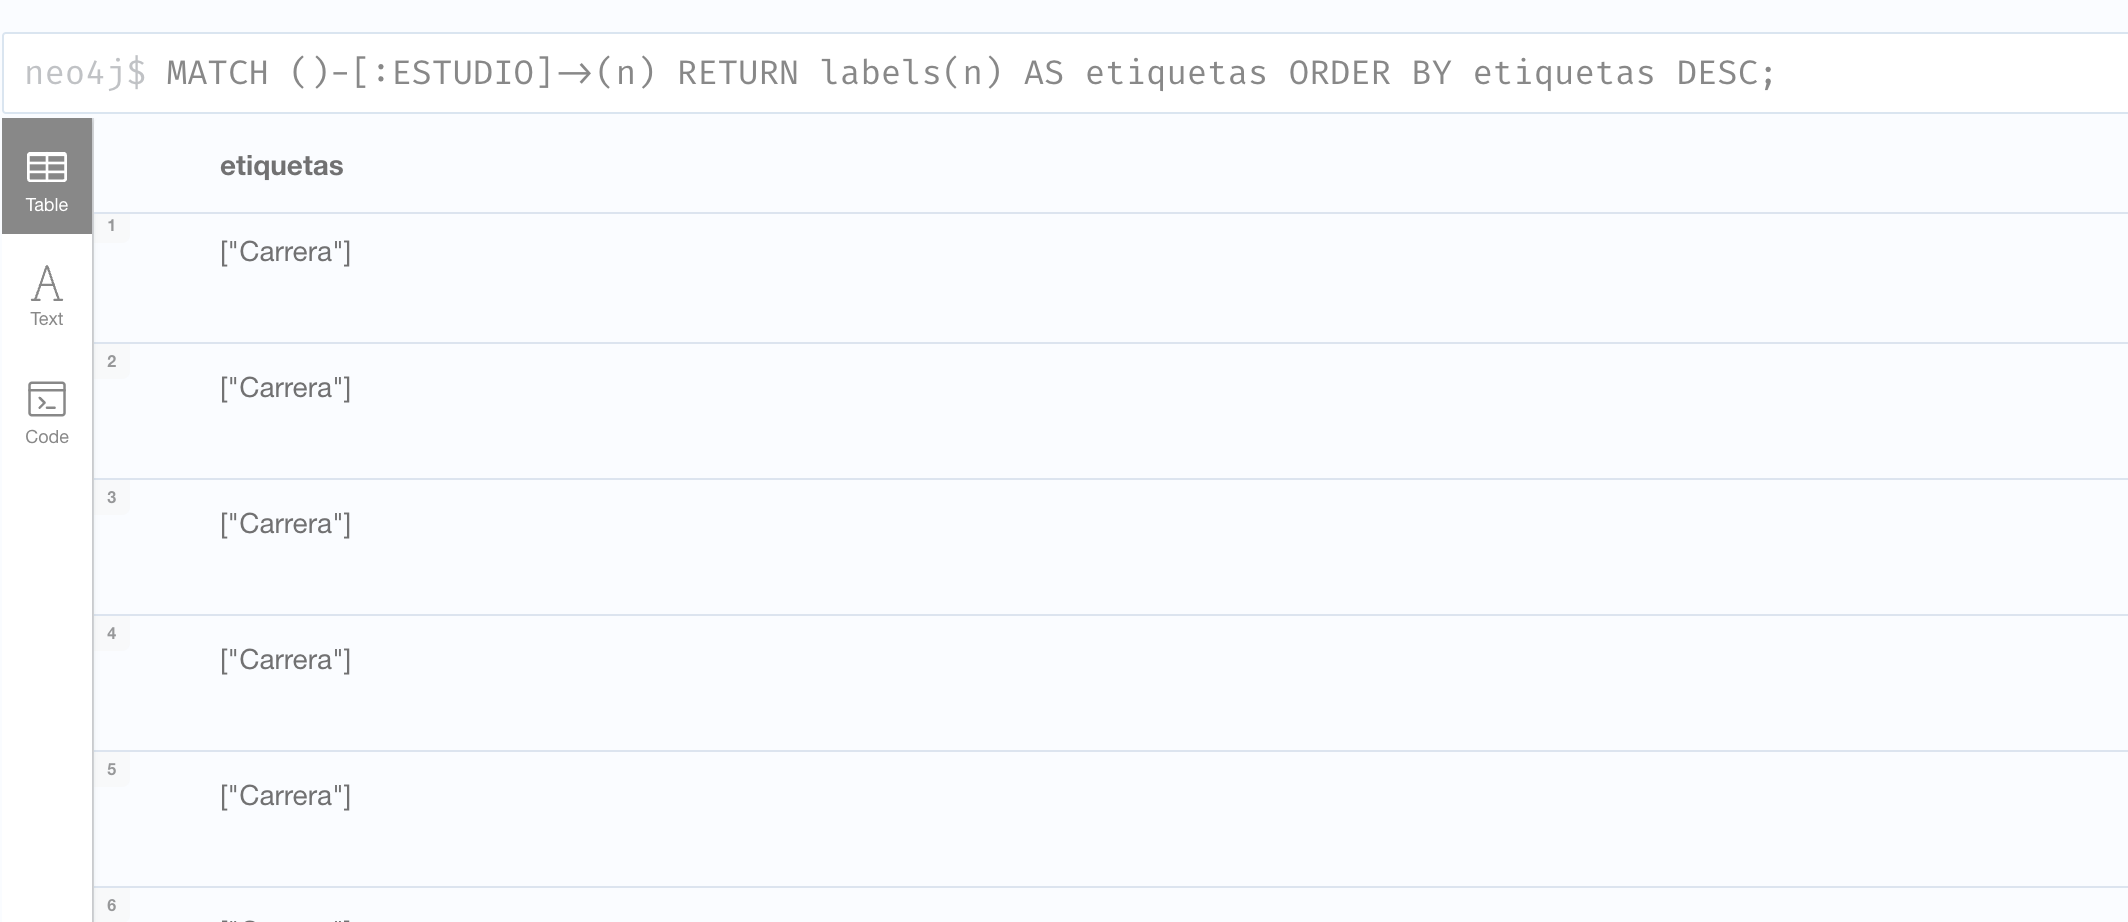 neo4j$ MATCH ()-[:ESTUDIO]->(n) RETURN labels(n) AS etiquetas ORDER BY etiquetas DESC;
etiquetas
Table
1
["Carrera"]
Text
2
["Carrera"]
Code
3
["Carrera"]
4
["Carrera"]
5
["Carrera"]
6